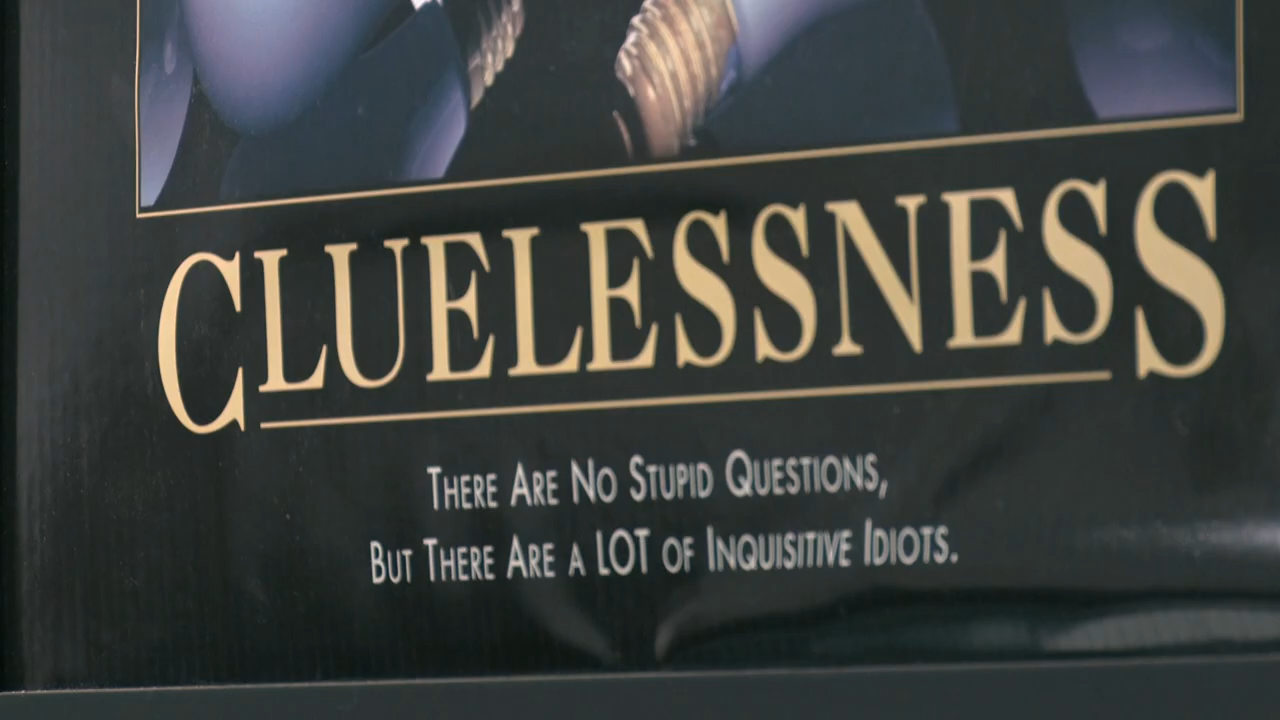 CLUELESSNESS
THERE ARE NO STUPID QUESTIONS,
BUT THERE ARE A LOT OF INQUISITIVE IDIOTS.